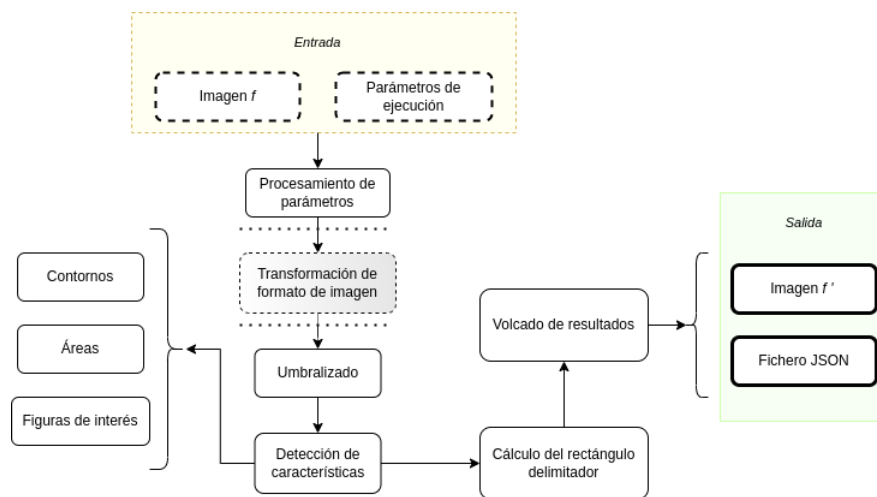 Entrada
Imagen f
Parámetros de
ejecución
Procesamiento de
parámetros
Transformación de
formato de imagen
Umbralizado
Detección de
características
Contornos
Áreas
Figuras de interés
Cálculo del rectángulo
delimitador
Volcado de resultados
Salida
Imagen f '
Fichero JSON